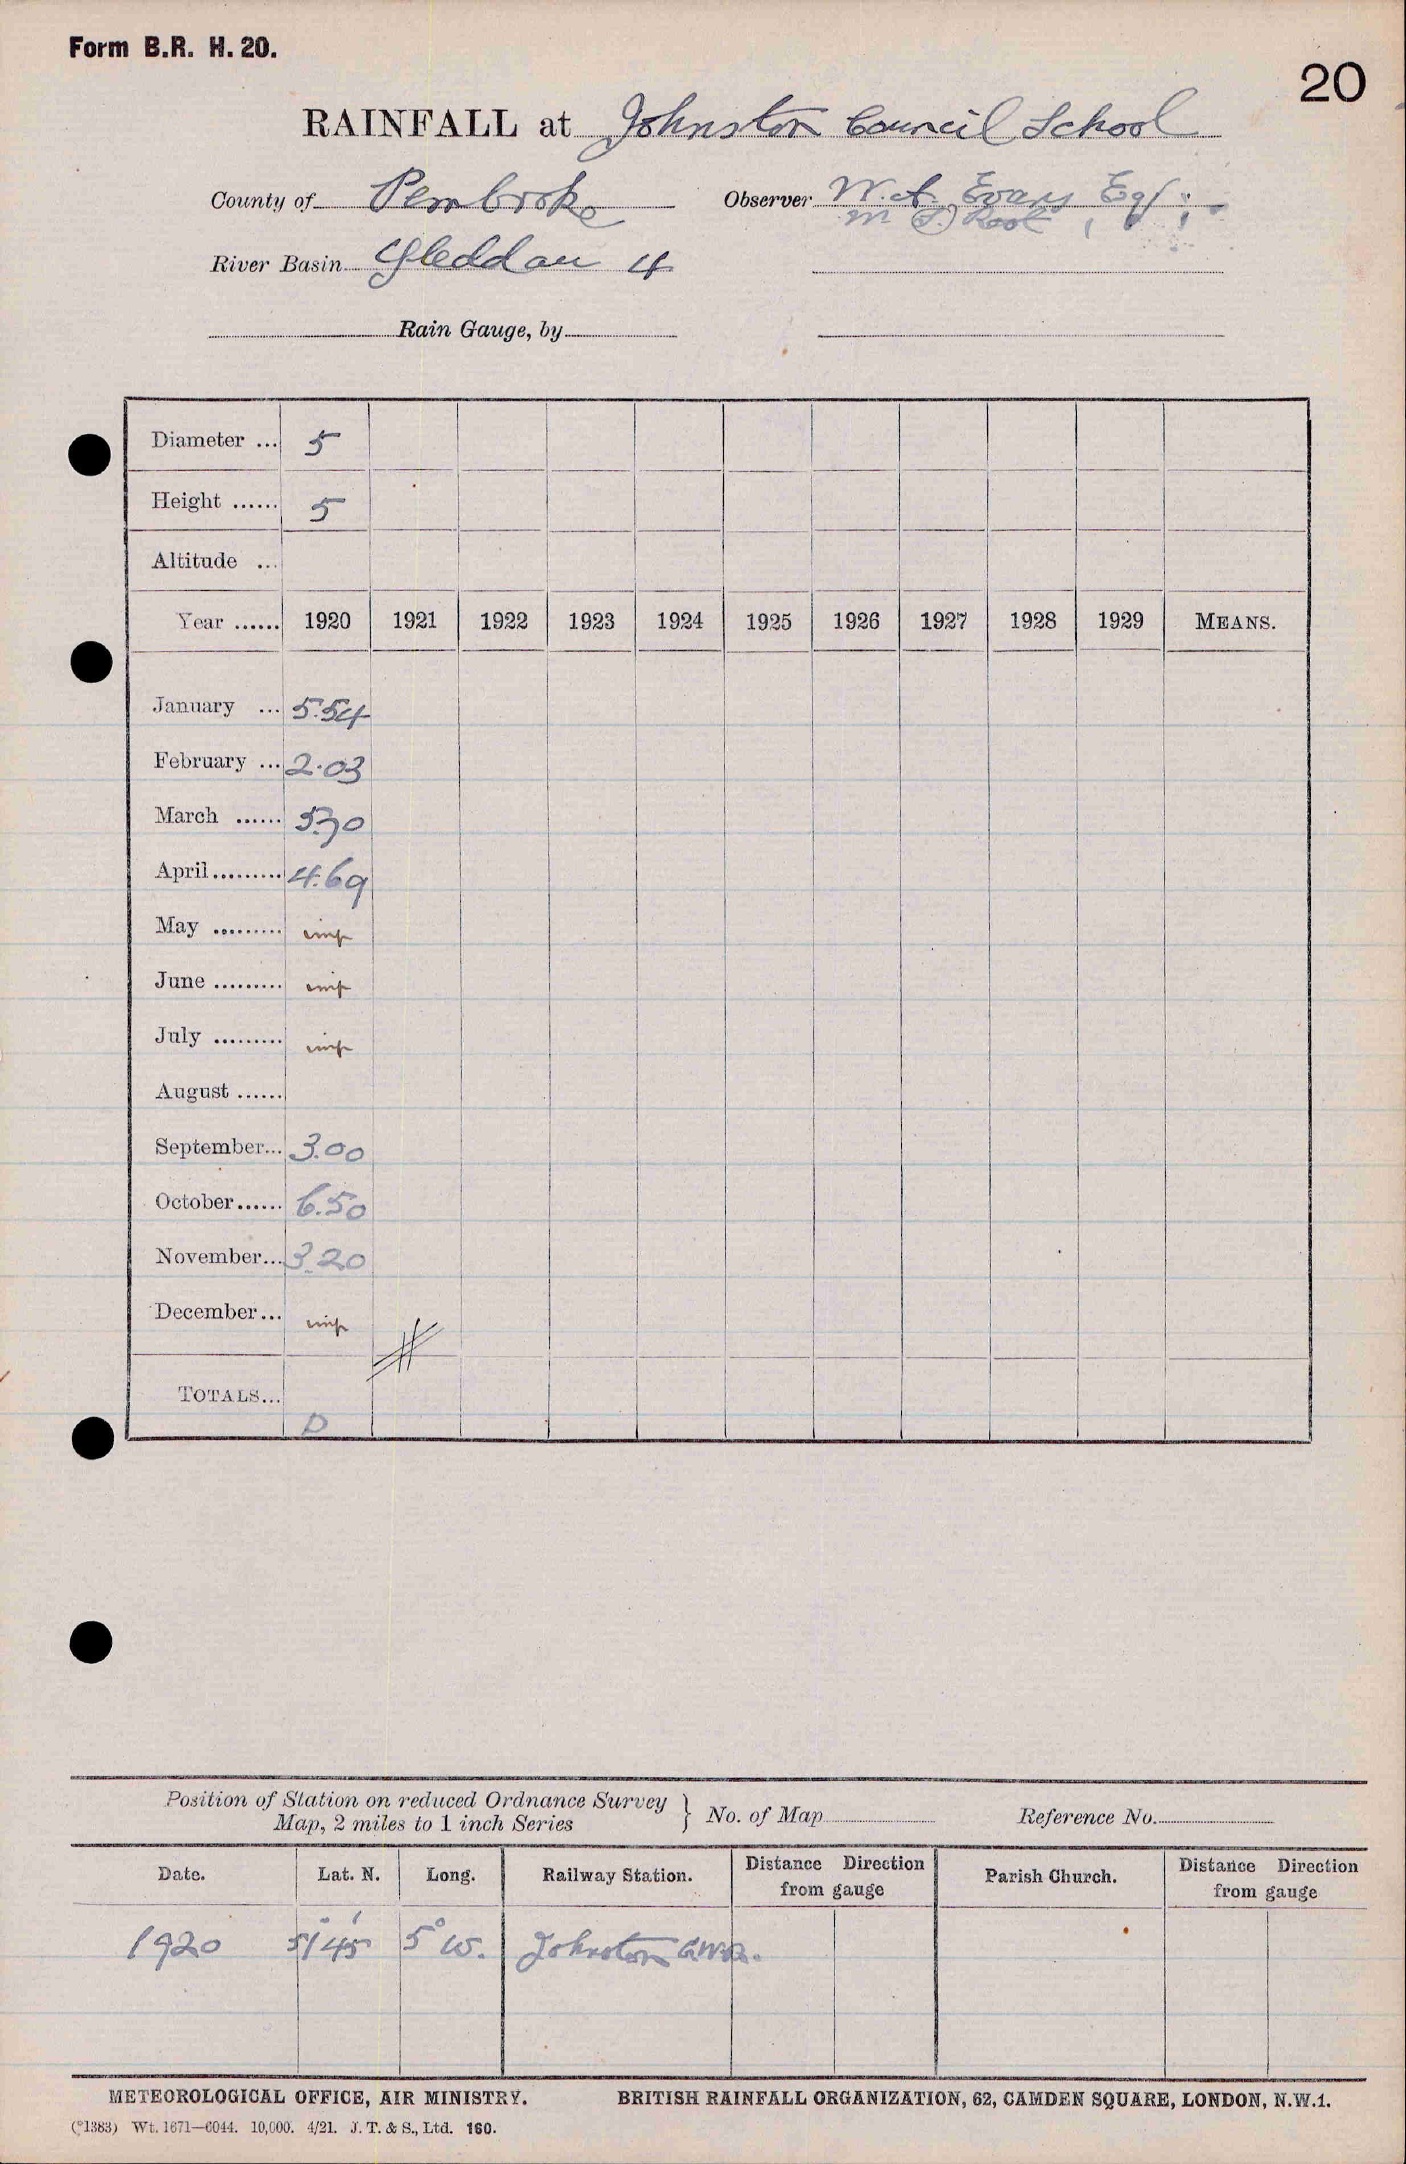 Form B.R. H. 20.
20
RAINFALL at Johnston Council School
County of Pembroke Observer W. A. Evans Esq;
River Basin Cleddau 4
Rain Gauge, by
Diameter ... 5
Height ...... 5
Altitude ...
Year ...... 1920 1921 1922 1923 1924 1925 1926 1927 1928 1929 MEANS.
January ... 5.54
February ... 2.03
March ...... 5.70
April......... 4.69
May ......... imp
June ......... imp
July ......... imp
August ......
September... 3.00
October...... 6.50
November... 3.20
December... imp
TOTALS...
D
Position of Station on reduced Ordnance Survey
Map, 2 miles to 1 inch Series } No. of Map Reference No.
Date. Lat. N. Long. Railway Station. Distance Direction from gauge Parish Church. Distance Direction from gauge
1920 51° 45' 5° W. Johnston G.W.R.
METEOROLOGICAL OFFICE, AIR MINISTRY. BRITISH RAINFALL ORGANIZATION, 62, CAMDEN SQUARE, LONDON, N.W.1.
(*1383) Wt. 1671—6044. 10,000. 4/21. J. T. & S., Ltd. 160.